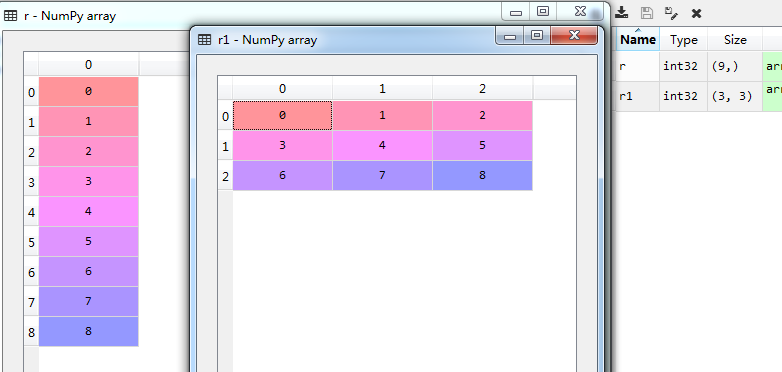 r - NumPy array
0
0 0
1 1
2 2
3 3
4 4
5 5
6 6
7 7
8 8
r1 - NumPy array
0 1 2
0 0 1 2
1 3 4 5
2 6 7 8
Name Type Size
r int32 (9,) arr
r1 int32 (3, 3) arr